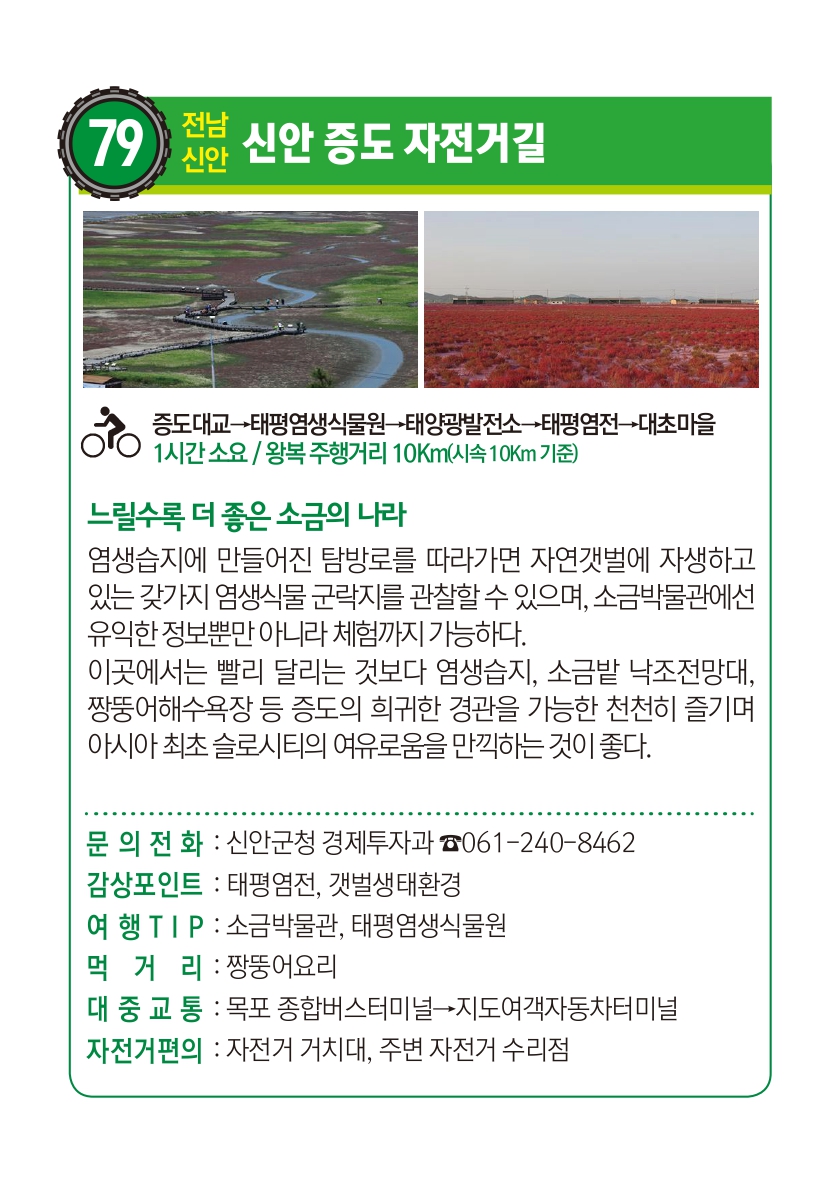 79
전남
신안
신안 증도 자전거길
증도대교→태평염생식물원→태양광발전소→태평염전→대초마을
1시간 소요 / 왕복 주행거리 10Km(시속 10Km 기준)
느릴수록 더 좋은 소금의 나라
염생습지에 만들어진 탐방로를 따라가면 자연갯벌에 자생하고
있는 갖가지 염생식물 군락지를 관찰할 수 있으며, 소금박물관에선
유익한 정보뿐만 아니라 체험까지 가능하다.
이곳에서는 빨리 달리는 것보다 염생습지, 소금밭 낙조전망대,
짱뚱어해수욕장 등 증도의 희귀한 경관을 가능한 천천히 즐기며
아시아 최초 슬로시티의 여유로움을 만끽하는 것이 좋다.
문 의 전 화 : 신안군청 경제투자과 ☎061-240-8462
감상포인트 : 태평염전, 갯벌생태환경
여 행 T I P : 소금박물관, 태평염생식물원
먹 거 리 : 짱뚱어요리
대 중 교 통 : 목포 종합버스터미널→지도여객자동차터미널
자전거편의 : 자전거 거치대, 주변 자전거 수리점